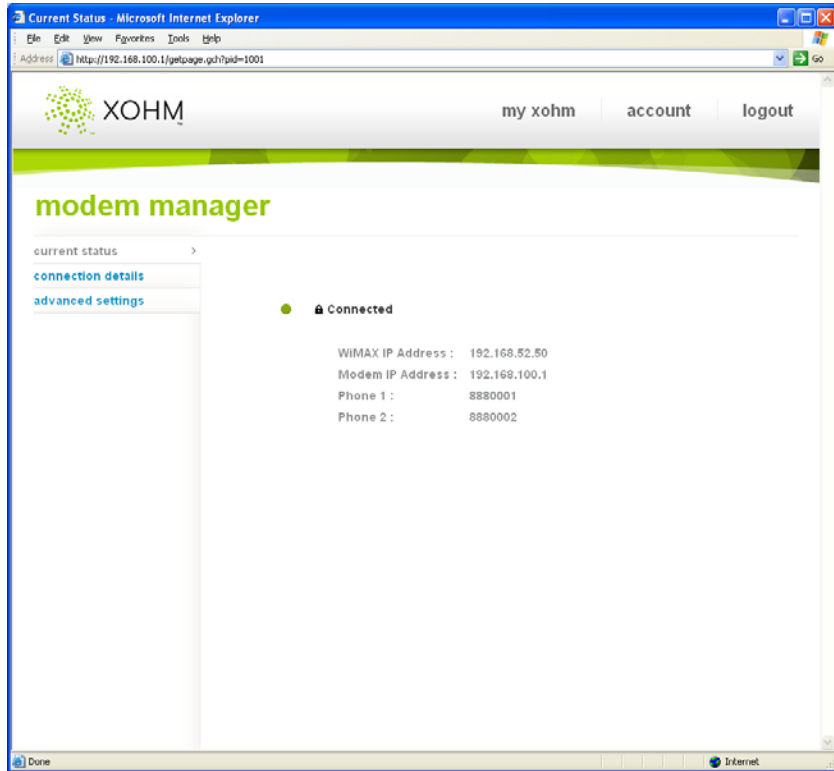 Current Status - Microsoft Internet Explorer
File Edit View Favorites Tools Help
Address http://192.168.100.1/getpage.gch?pid=1001 Go
XOHM™ my xohm account logout
modem manager
current status >
connection details
advanced settings
Connected
WiMAX IP Address : 192.168.52.50
Modem IP Address : 192.168.100.1
Phone 1 : 8880001
Phone 2 : 8880002
Done Internet